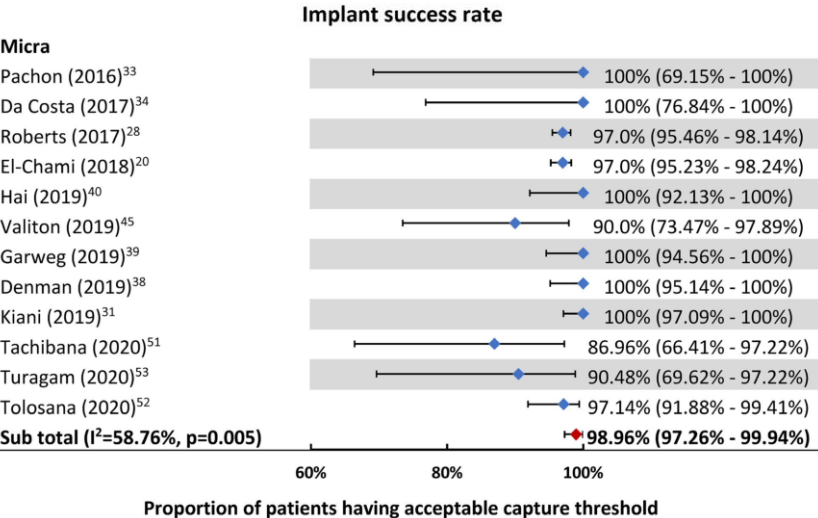 Implant success rate
Micra
Pachon (2016)33 100% (69.15% - 100%)
Da Costa (2017)34 100% (76.84% - 100%)
Roberts (2017)28 97.0% (95.46% - 98.14%)
El-Chami (2018)20 97.0% (95.23% - 98.24%)
Hai (2019)40 100% (92.13% - 100%)
Valiton (2019)45 90.0% (73.47% - 97.89%)
Garweg (2019)39 100% (94.56% - 100%)
Denman (2019)38 100% (95.14% - 100%)
Kiani (2019)31 100% (97.09% - 100%)
Tachibana (2020)51 86.96% (66.41% - 97.22%)
Turagam (2020)53 90.48% (69.62% - 97.22%)
Tolosana (2020)52 97.14% (91.88% - 99.41%)
Sub total (I2=58.76%, p=0.005) 98.96% (97.26% - 99.94%)
60% 80% 100%
Proportion of patients having acceptable capture threshold